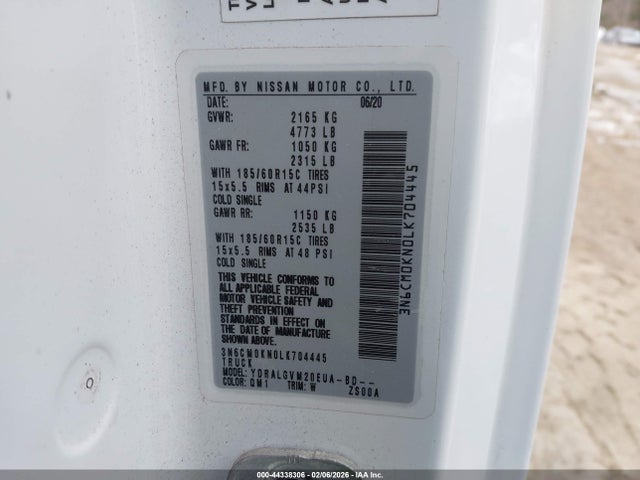 MFD. BY NISSAN MOTOR CO., LTD.
DATE: 06/20
GVWR: 2165 KG
4773 LB
GAWR FR: 1050 KG
2315 LB
WITH 185/60R15C TIRES
15x5.5 RIMS AT 44PSI
COLD SINGLE
GAWR RR: 1150 KG
2535 LB
WITH 185/60R15C TIRES
15x5.5 RIMS AT 48 PSI
COLD SINGLE
THIS VEHICLE CONFORMS TO
ALL APPLICABLE FEDERAL
MOTOR VEHICLE SAFETY AND
THEFT PREVENTION
STANDARDS IN EFFECT ON
THE DATE OF MANUFACTURE
SHOWN ABOVE.
3N6CM0KN0LK704445
TRUCK
MODEL: YDRALGVM20EUA-BD--
COLOR: QM1 TRIM: W ZS00A
3N6CM0KN0LK704445
00-44338306 - 02/06/2026 - IAAI.com